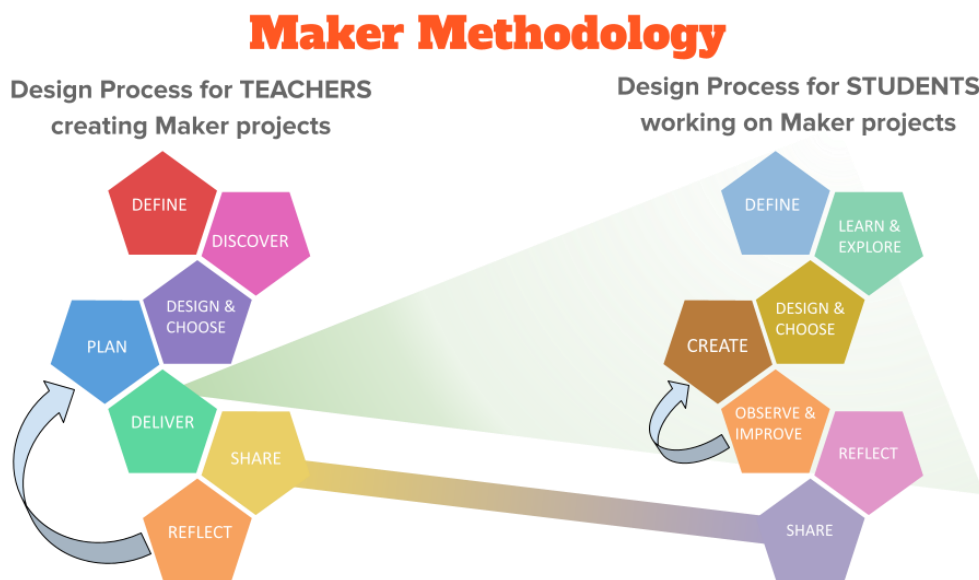 Maker Methodology
Design Process for TEACHERS
creating Maker projects
DEFINE
DISCOVER
DESIGN &
CHOOSE
PLAN
DELIVER
SHARE
REFLECT
Design Process for STUDENTS
working on Maker projects
DEFINE
LEARN &
EXPLORE
DESIGN &
CHOOSE
CREATE
OBSERVE &
IMPROVE
REFLECT
SHARE